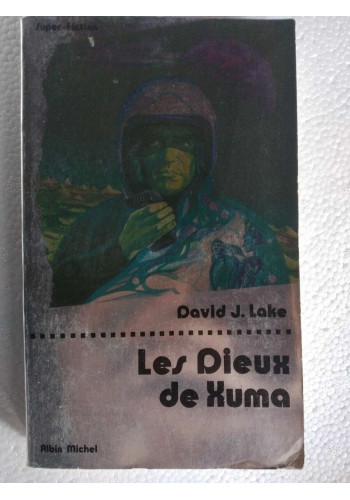 Super-Fiction
David J. Lake
Les Dieux
de Xuma
Albin Michel